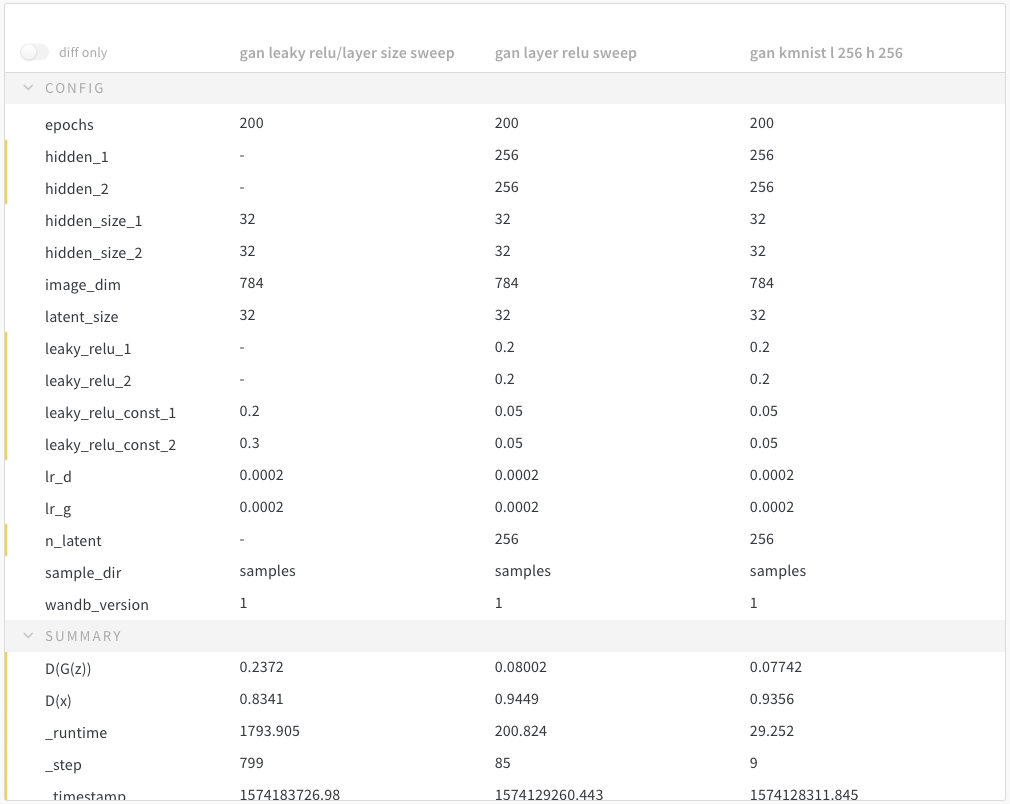 diff only gan leaky relu/layer size sweep gan layer relu sweep gan kmnist l 256 h 256
CONFIG
epochs 200 200 200
hidden_1 - 256 256
hidden_2 - 256 256
hidden_size_1 32 32 32
hidden_size_2 32 32 32
image_dim 784 784 784
latent_size 32 32 32
leaky_relu_1 - 0.2 0.2
leaky_relu_2 - 0.2 0.2
leaky_relu_const_1 0.2 0.05 0.05
leaky_relu_const_2 0.3 0.05 0.05
lr_d 0.0002 0.0002 0.0002
lr_g 0.0002 0.0002 0.0002
n_latent - 256 256
sample_dir samples samples samples
wandb_version 1 1 1
SUMMARY
D(G(z)) 0.2372 0.08002 0.07742
D(x) 0.8341 0.9449 0.9356
_runtime 1793.905 200.824 29.252
_step 799 85 9
_timestamp 1574183726.98 1574129260.443 1574128311.845